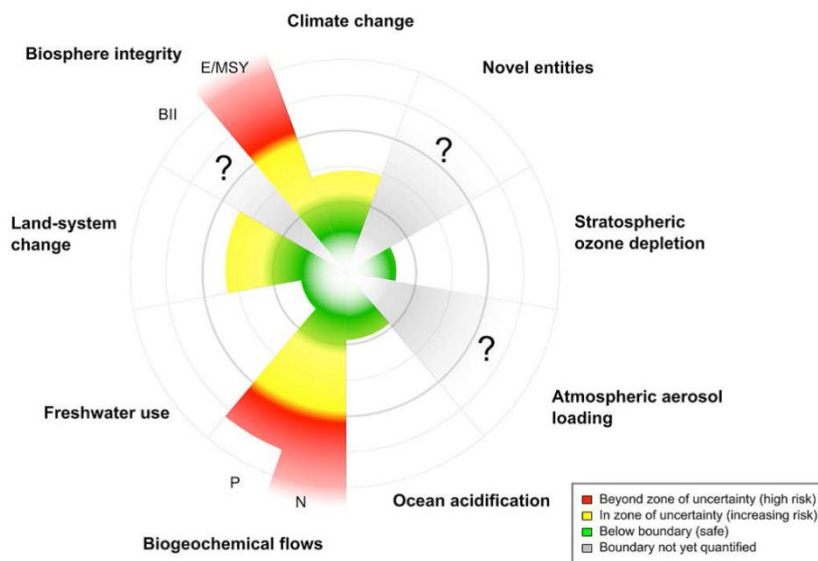 Climate change
Biosphere integrity
E/MSY
Novel entities
BII
?
?
Land-system
change
Stratospheric
ozone depletion
?
Freshwater use
Atmospheric aerosol
loading
P
N
Ocean acidification
Biogeochemical flows
Beyond zone of uncertainty (high risk)
In zone of uncertainty (increasing risk)
Below boundary (safe)
Boundary not yet quantified